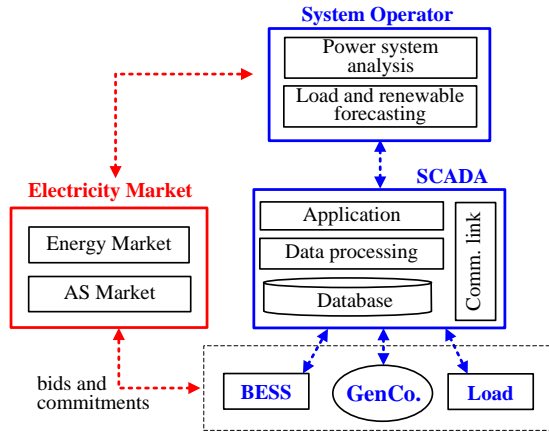 System Operator
Power system
analysis
Load and renewable
forecasting
Electricity Market
Energy Market
AS Market
SCADA
Application
Data processing
Database
Comm. link
bids and
commitments
BESS
GenCo.
Load